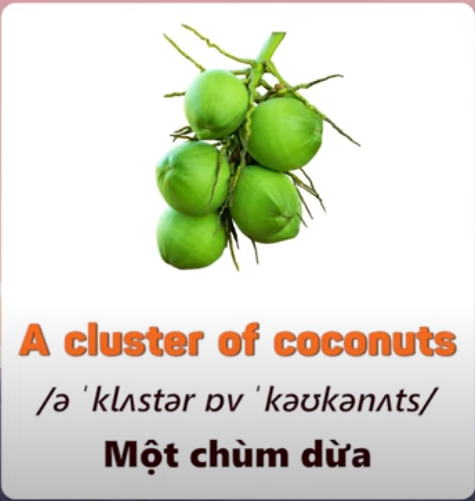 A cluster of coconuts
/ə ˈklʌstər ɒv ˈkəʊkənʌts/
Một chùm dừa